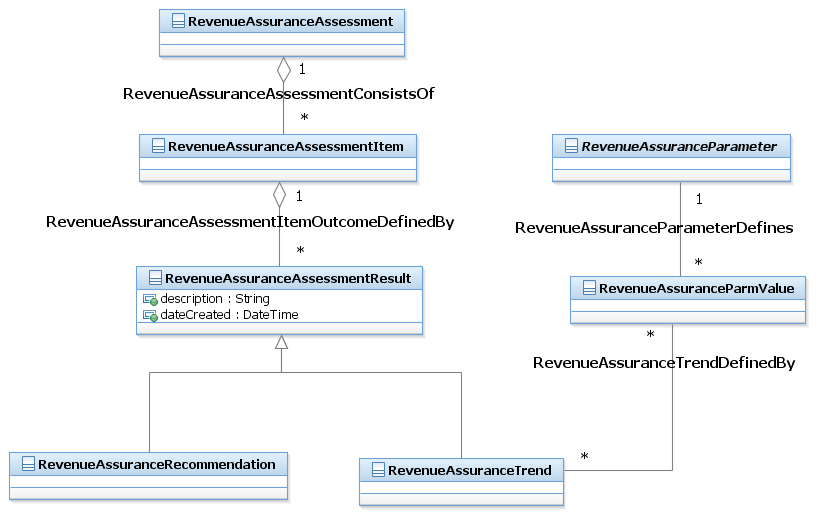 RevenueAssuranceAssessment
1
RevenueAssuranceAssessmentConsistsOf
*
RevenueAssuranceAssessmentItem
RevenueAssuranceParameter
1
1
RevenueAssuranceAssessmentItemOutcomeDefinedBy
RevenueAssuranceParameterDefines
*
*
RevenueAssuranceAssessmentResult
description : String
dateCreated : DateTime
RevenueAssuranceParmValue
*
RevenueAssuranceTrendDefinedBy
*
RevenueAssuranceRecommendation
RevenueAssuranceTrend